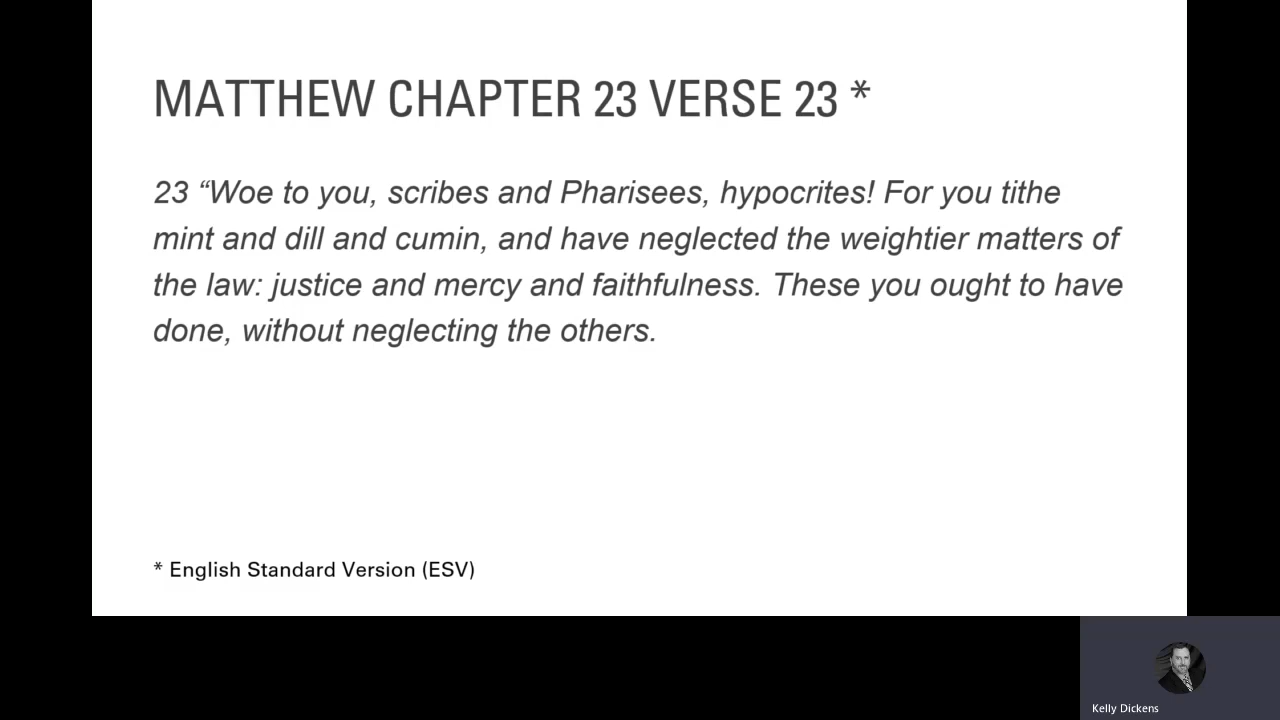 MATTHEW CHAPTER 23 VERSE 23 *
23 “Woe to you, scribes and Pharisees, hypocrites! For you tithe
mint and dill and cumin, and have neglected the weightier matters of
the law: justice and mercy and faithfulness. These you ought to have
done, without neglecting the others.
* English Standard Version (ESV)
Kelly Dickens